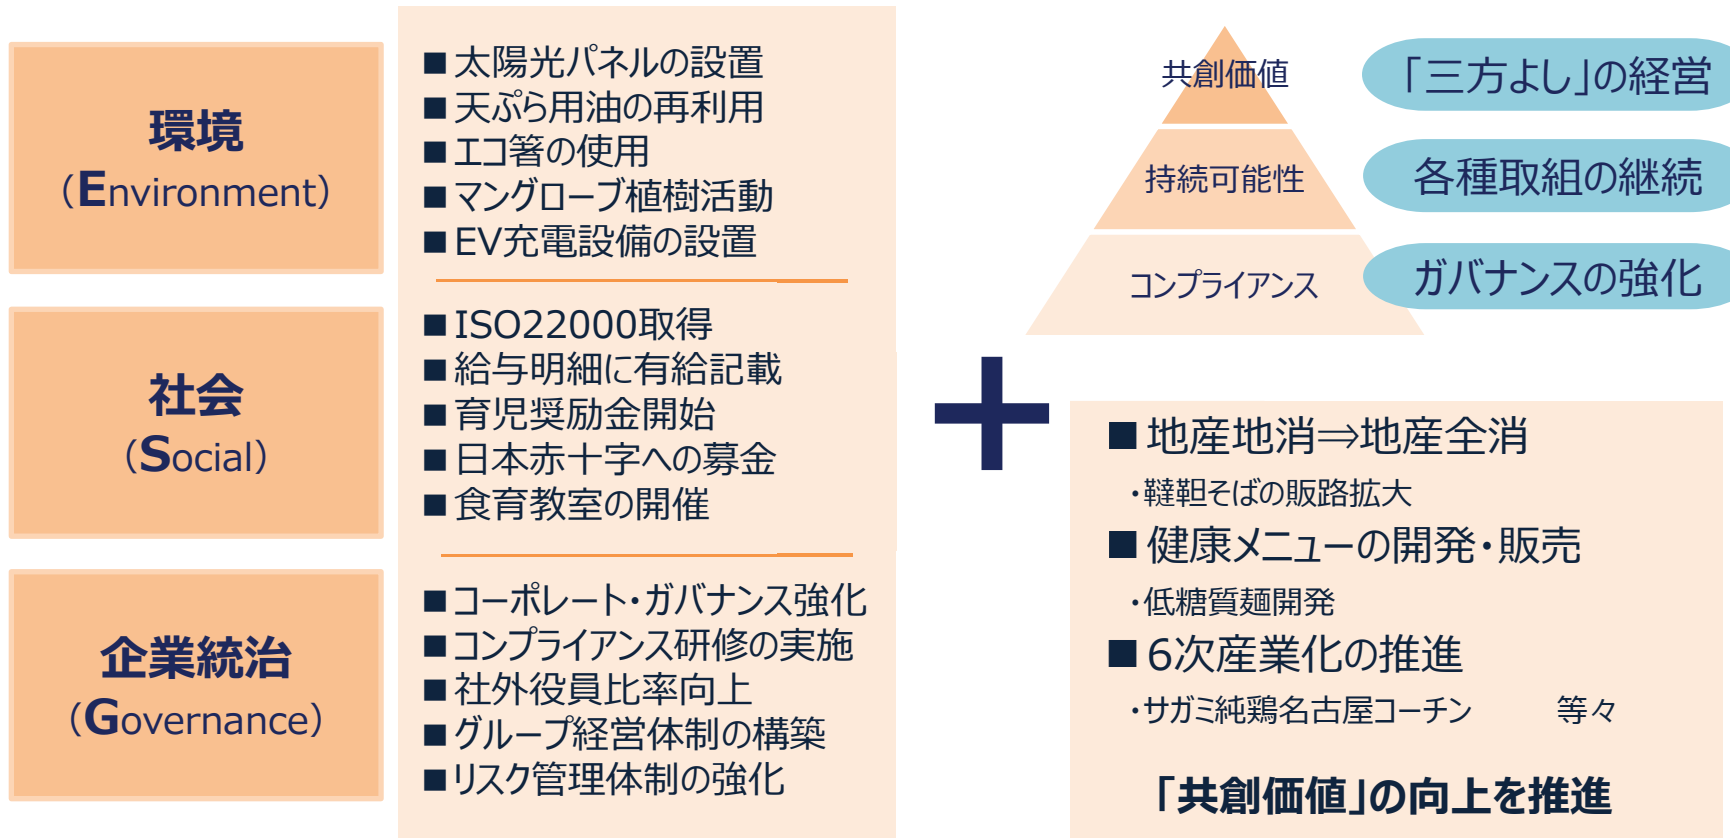 環境
（Environment）
■太陽光パネルの設置
■天ぷら用油の再利用
■エコ箸の使用
■マングローブ植樹活動
■EV充電設備の設置
社会
（Social）
■ISO22000取得
■給与明細に有給記載
■育児奨励金開始
■日本赤十字への募金
■食育教室の開催
企業統治
（Governance）
■コーポレート・ガバナンス強化
■コンプライアンス研修の実施
■社外役員比率向上
■グループ経営体制の構築
■リスク管理体制の強化
共創価値
「三方よし」の経営
持続可能性
各種取組の継続
コンプライアンス
ガバナンスの強化
■地産地消⇒地産全消
・韃靼そばの販路拡大
■健康メニューの開発・販売
・低糖質麺開発
■6次産業化の推進
・サガミ純鶏名古屋コーチン　　等々
「共創価値」の向上を推進